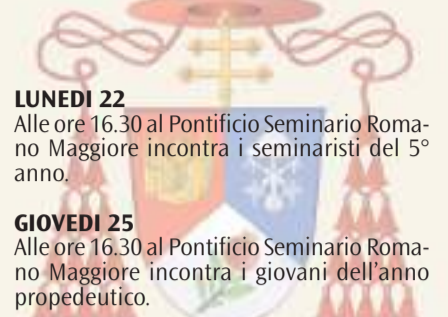 LUNEDI 22
Alle ore 16.30 al Pontificio Seminario Roma-
no Maggiore incontra i seminaristi del 5°
anno.
GIOVEDI 25
Alle ore 16.30 al Pontificio Seminario Roma-
no Maggiore incontra i giovani dell'anno
propedeutico.